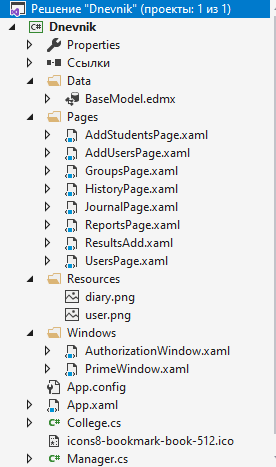 Решение "Dnevnik" (проекты: 1 из 1)
Dnevnik
Properties
Ссылки
Data
BaseModel.edmx
Pages
AddStudentsPage.xaml
AddUsersPage.xaml
GroupsPage.xaml
HistoryPage.xaml
JournalPage.xaml
ReportsPage.xaml
ResultsAdd.xaml
UsersPage.xaml
Resources
diary.png
user.png
Windows
AuthorizationWindow.xaml
PrimeWindow.xaml
App.config
App.xaml
C# College.cs
icons8-bookmark-book-512.ico
C# Manager.cs